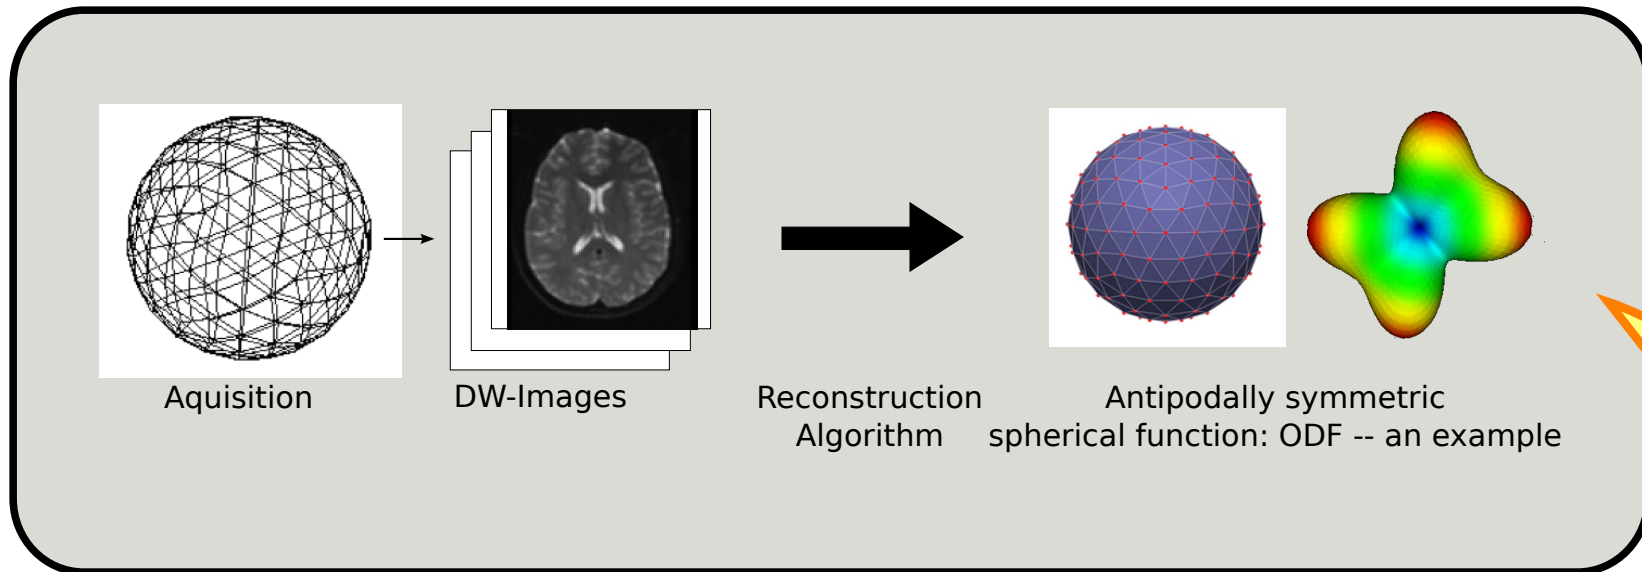 Aquisition
DW-Images
Reconstruction
Algorithm
Antipodally symmetric
spherical function: ODF -- an example